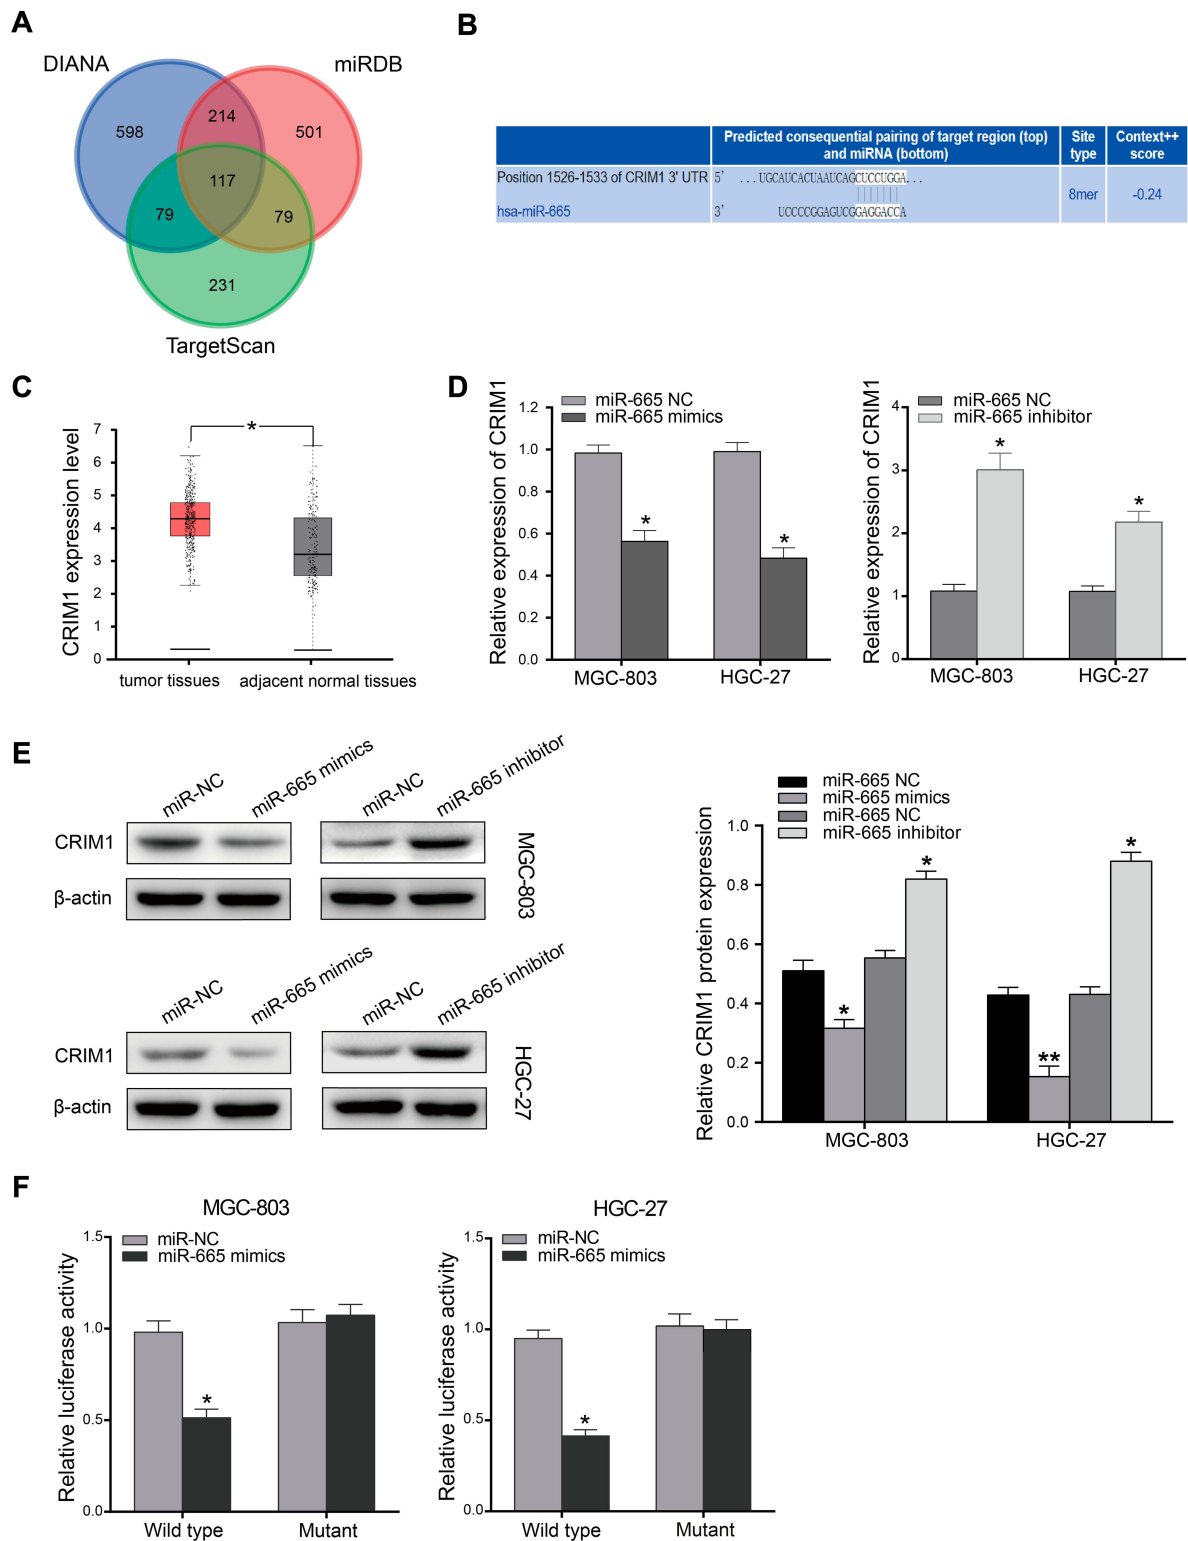 A
DIANA
miRDB
598
214
501
117
79
79
231
TargetScan
B
Predicted consequential pairing of target region (top) and miRNA (bottom)
Site type
Context++ score
Position 1526-1533 of CRIM1 3' UTR 5' ...UGCAUCACUAAUCAGCUCCUGGA...
hsa-miR-665 3' UCCCCGGAGUCGGAGGACCA
8mer
-0.24
C
CRIM1 expression level
7
6
5
4
3
2
1
0
*
tumor tissues
adjacent normal tissues
D
Relative expression of CRIM1
miR-665 NC
miR-665 mimics
1.2
1.0
0.8
0.6
0.4
0.2
0.0
*
*
MGC-803
HGC-27
Relative expression of CRIM1
miR-665 NC
miR-665 inhibitor
4
3
2
1
0
*
*
MGC-803
HGC-27
E
miR-NC
miR-665 mimics
miR-NC
miR-665 inhibitor
CRIM1
β-actin
MGC-803
miR-NC
miR-665 mimics
miR-NC
miR-665 inhibitor
CRIM1
β-actin
HGC-27
miR-665 NC
miR-665 mimics
miR-665 NC
miR-665 inhibitor
Relative CRIM1 protein expression
1.0
0.8
0.6
0.4
0.2
0.0
*
*
**
*
MGC-803
HGC-27
F
MGC-803
miR-NC
miR-665 mimics
Relative luciferase activity
1.5
1.0
0.5
0.0
*
Wild type
Mutant
HGC-27
miR-NC
miR-665 mimics
Relative luciferase activity
1.5
1.0
0.5
0.0
*
Wild type
Mutant